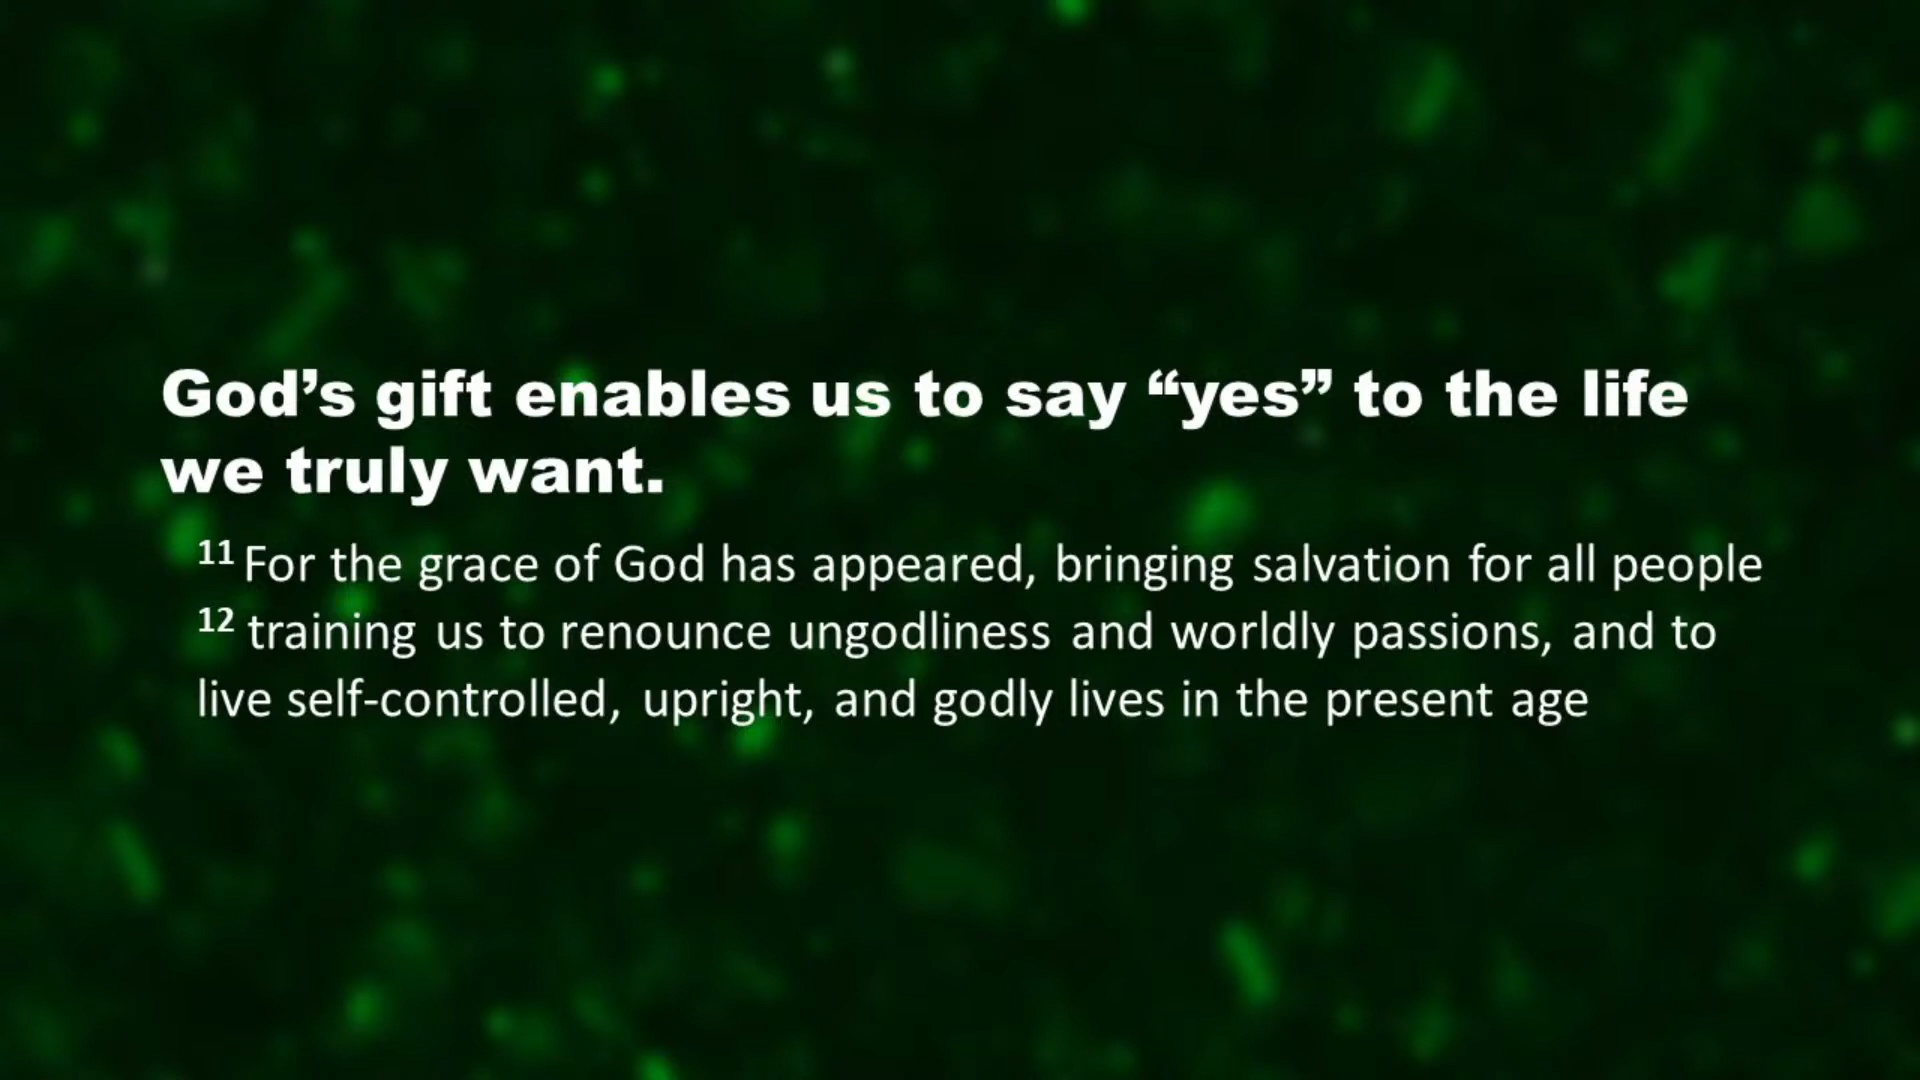 God’s gift enables us to say “yes” to the life
we truly want.
11 For the grace of God has appeared, bringing salvation for all people
12 training us to renounce ungodliness and worldly passions, and to
live self-controlled, upright, and godly lives in the present age